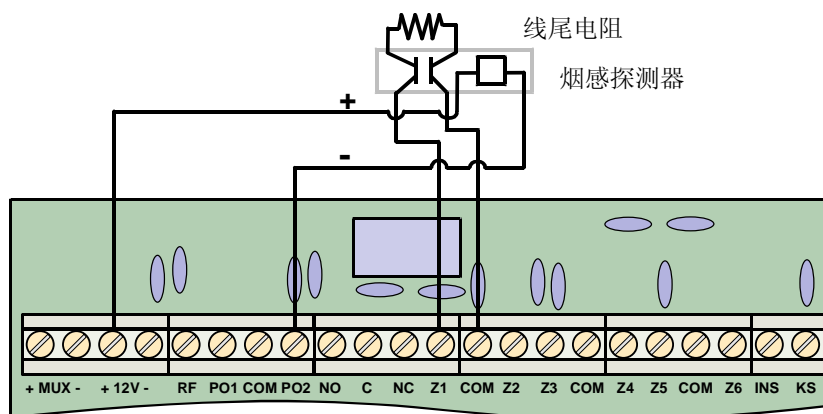 线尾电阻
烟感探测器
+
-
+ MUX - + 12V - RF PO1 COM PO2 NO C NC Z1 COM Z2 Z3 COM Z4 Z5 COM Z6 INS KS